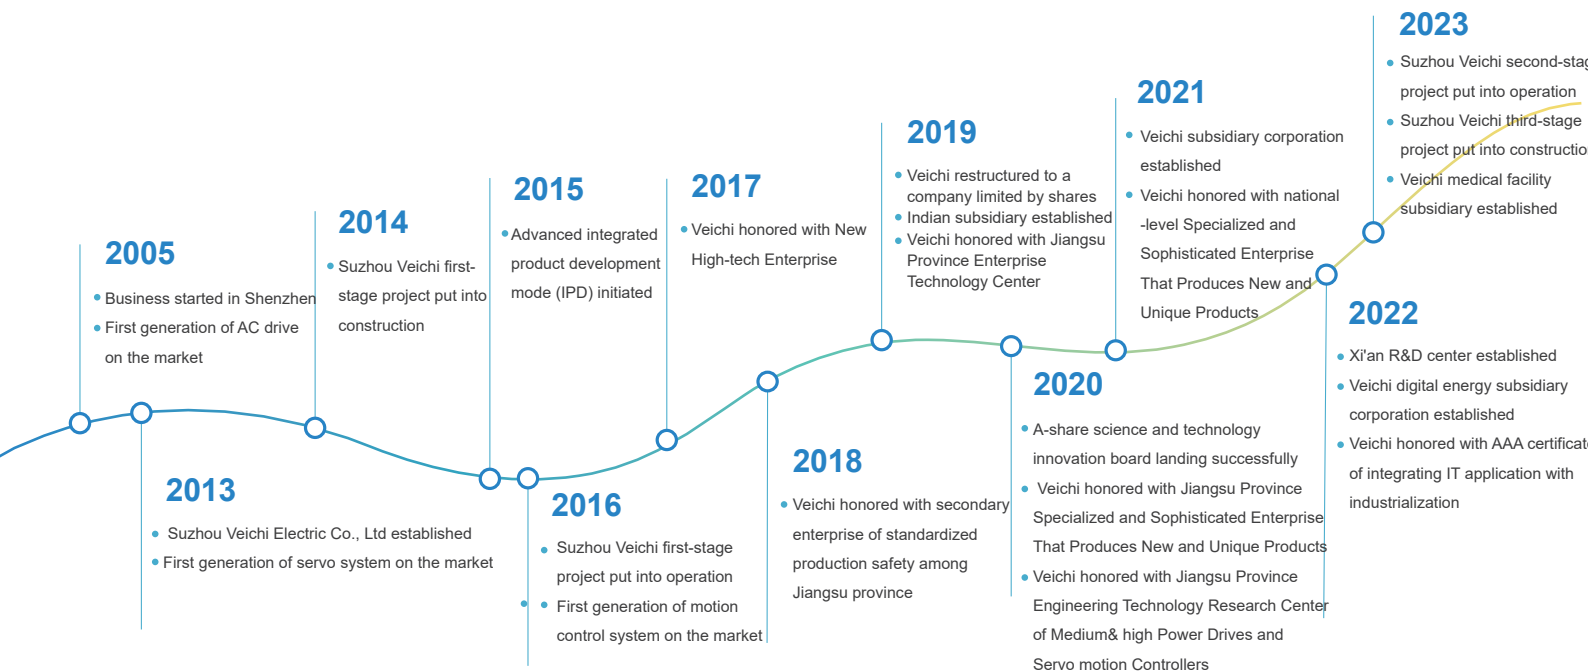 2005
Business started in Shenzhen
First generation of AC drive
on the market
2013
Suzhou Veichi Electric Co., Ltd established
First generation of servo system on the market
2014
Suzhou Veichi first-
stage project put into
construction
2015
Advanced integrated
product development
mode (IPD) initiated
2016
Suzhou Veichi first-stage
project put into operation
First generation of motion
control system on the market
2017
Veichi honored with New
High-tech Enterprise
2018
Veichi honored with secondary
enterprise of standardized
production safety among
Jiangsu province
2019
Veichi restructured to a
company limited by shares
Indian subsidiary established
Veichi honored with Jiangsu
Province Enterprise
Technology Center
2020
A-share science and technology
innovation board landing successfully
Veichi honored with Jiangsu Province
Specialized and Sophisticated Enterprise
That Produces New and Unique Products
Veichi honored with Jiangsu Province
Engineering Technology Research Center
of Medium& high Power Drives and
Servo motion Controllers
2021
Veichi subsidiary corporation
established
Veichi honored with national
-level Specialized and
Sophisticated Enterprise
That Produces New and
Unique Products
2022
Xi'an R&D center established
Veichi digital energy subsidiary
corporation established
Veichi honored with AAA certificat
of integrating IT application with
industrialization
2023
Suzhou Veichi second-sta
project put into operation
Suzhou Veichi third-stage
project put into constructio
Veichi medical facility
subsidiary established